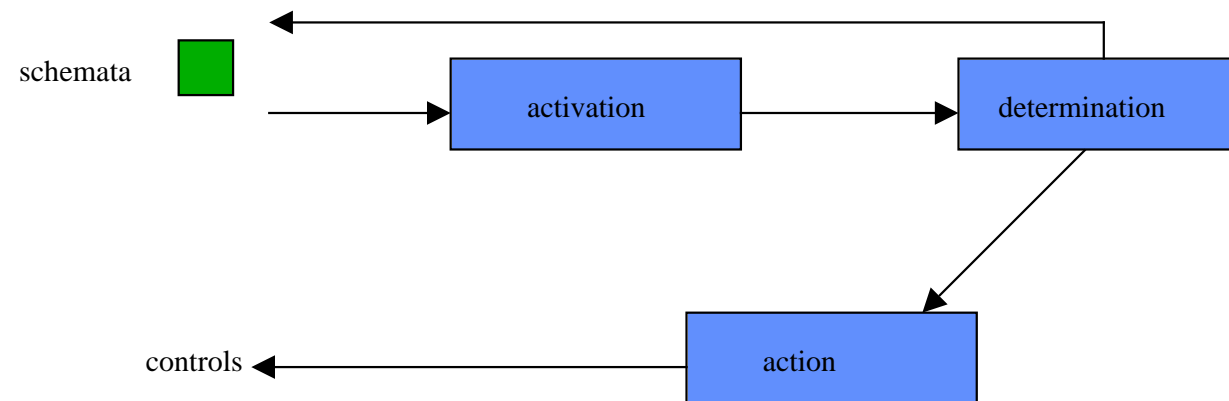 schemata
activation
determination
controls
action